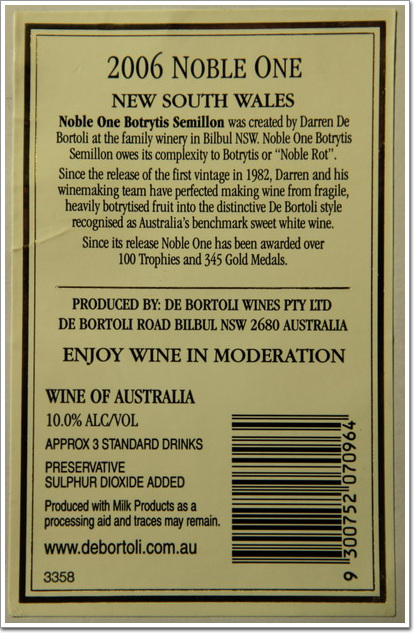 2006 NOBLE ONE
NEW SOUTH WALES
Noble One Botrytis Semillon was created by Darren De
Bortoli at the family winery in Bilbul NSW. Noble One Botrytis
Semillon owes its complexity to Botrytis or "Noble Rot".
Since the release of the first vintage in 1982, Darren and his
winemaking team have perfected making wine from fragile,
heavily botrytised fruit into the distinctive De Bortoli style
recognised as Australia's benchmark sweet white wine.
Since its release Noble One has been awarded over
100 Trophies and 345 Gold Medals.
PRODUCED BY: DE BORTOLI WINES PTY LTD
DE BORTOLI ROAD BILBUL NSW 2680 AUSTRALIA
ENJOY WINE IN MODERATION
WINE OF AUSTRALIA
10.0% ALC/VOL
APPROX 3 STANDARD DRINKS
PRESERVATIVE
SULPHUR DIOXIDE ADDED
Produced with Milk Products as a
processing aid and traces may remain.
www.debortoli.com.au
3358
9 300752 070964